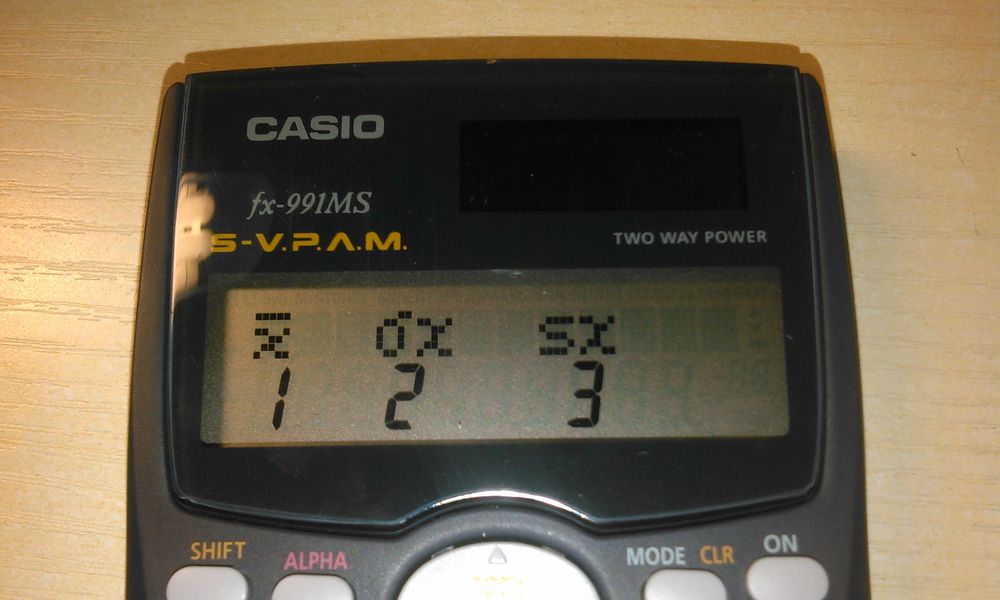 CASIO
fx-991MS
S-V.P.A.M.
TWO WAY POWER
x̄ σx sx
1 2 3
SHIFT ALPHA MODE CLR ON